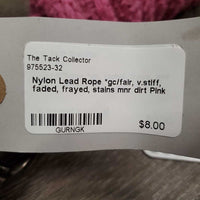 The Tack Collector
975523-32
Nylon Lead Rope *gc/fair, v.stiff,
faded, frayed, stains mnr dirt Pink
$8.00
GURNGK